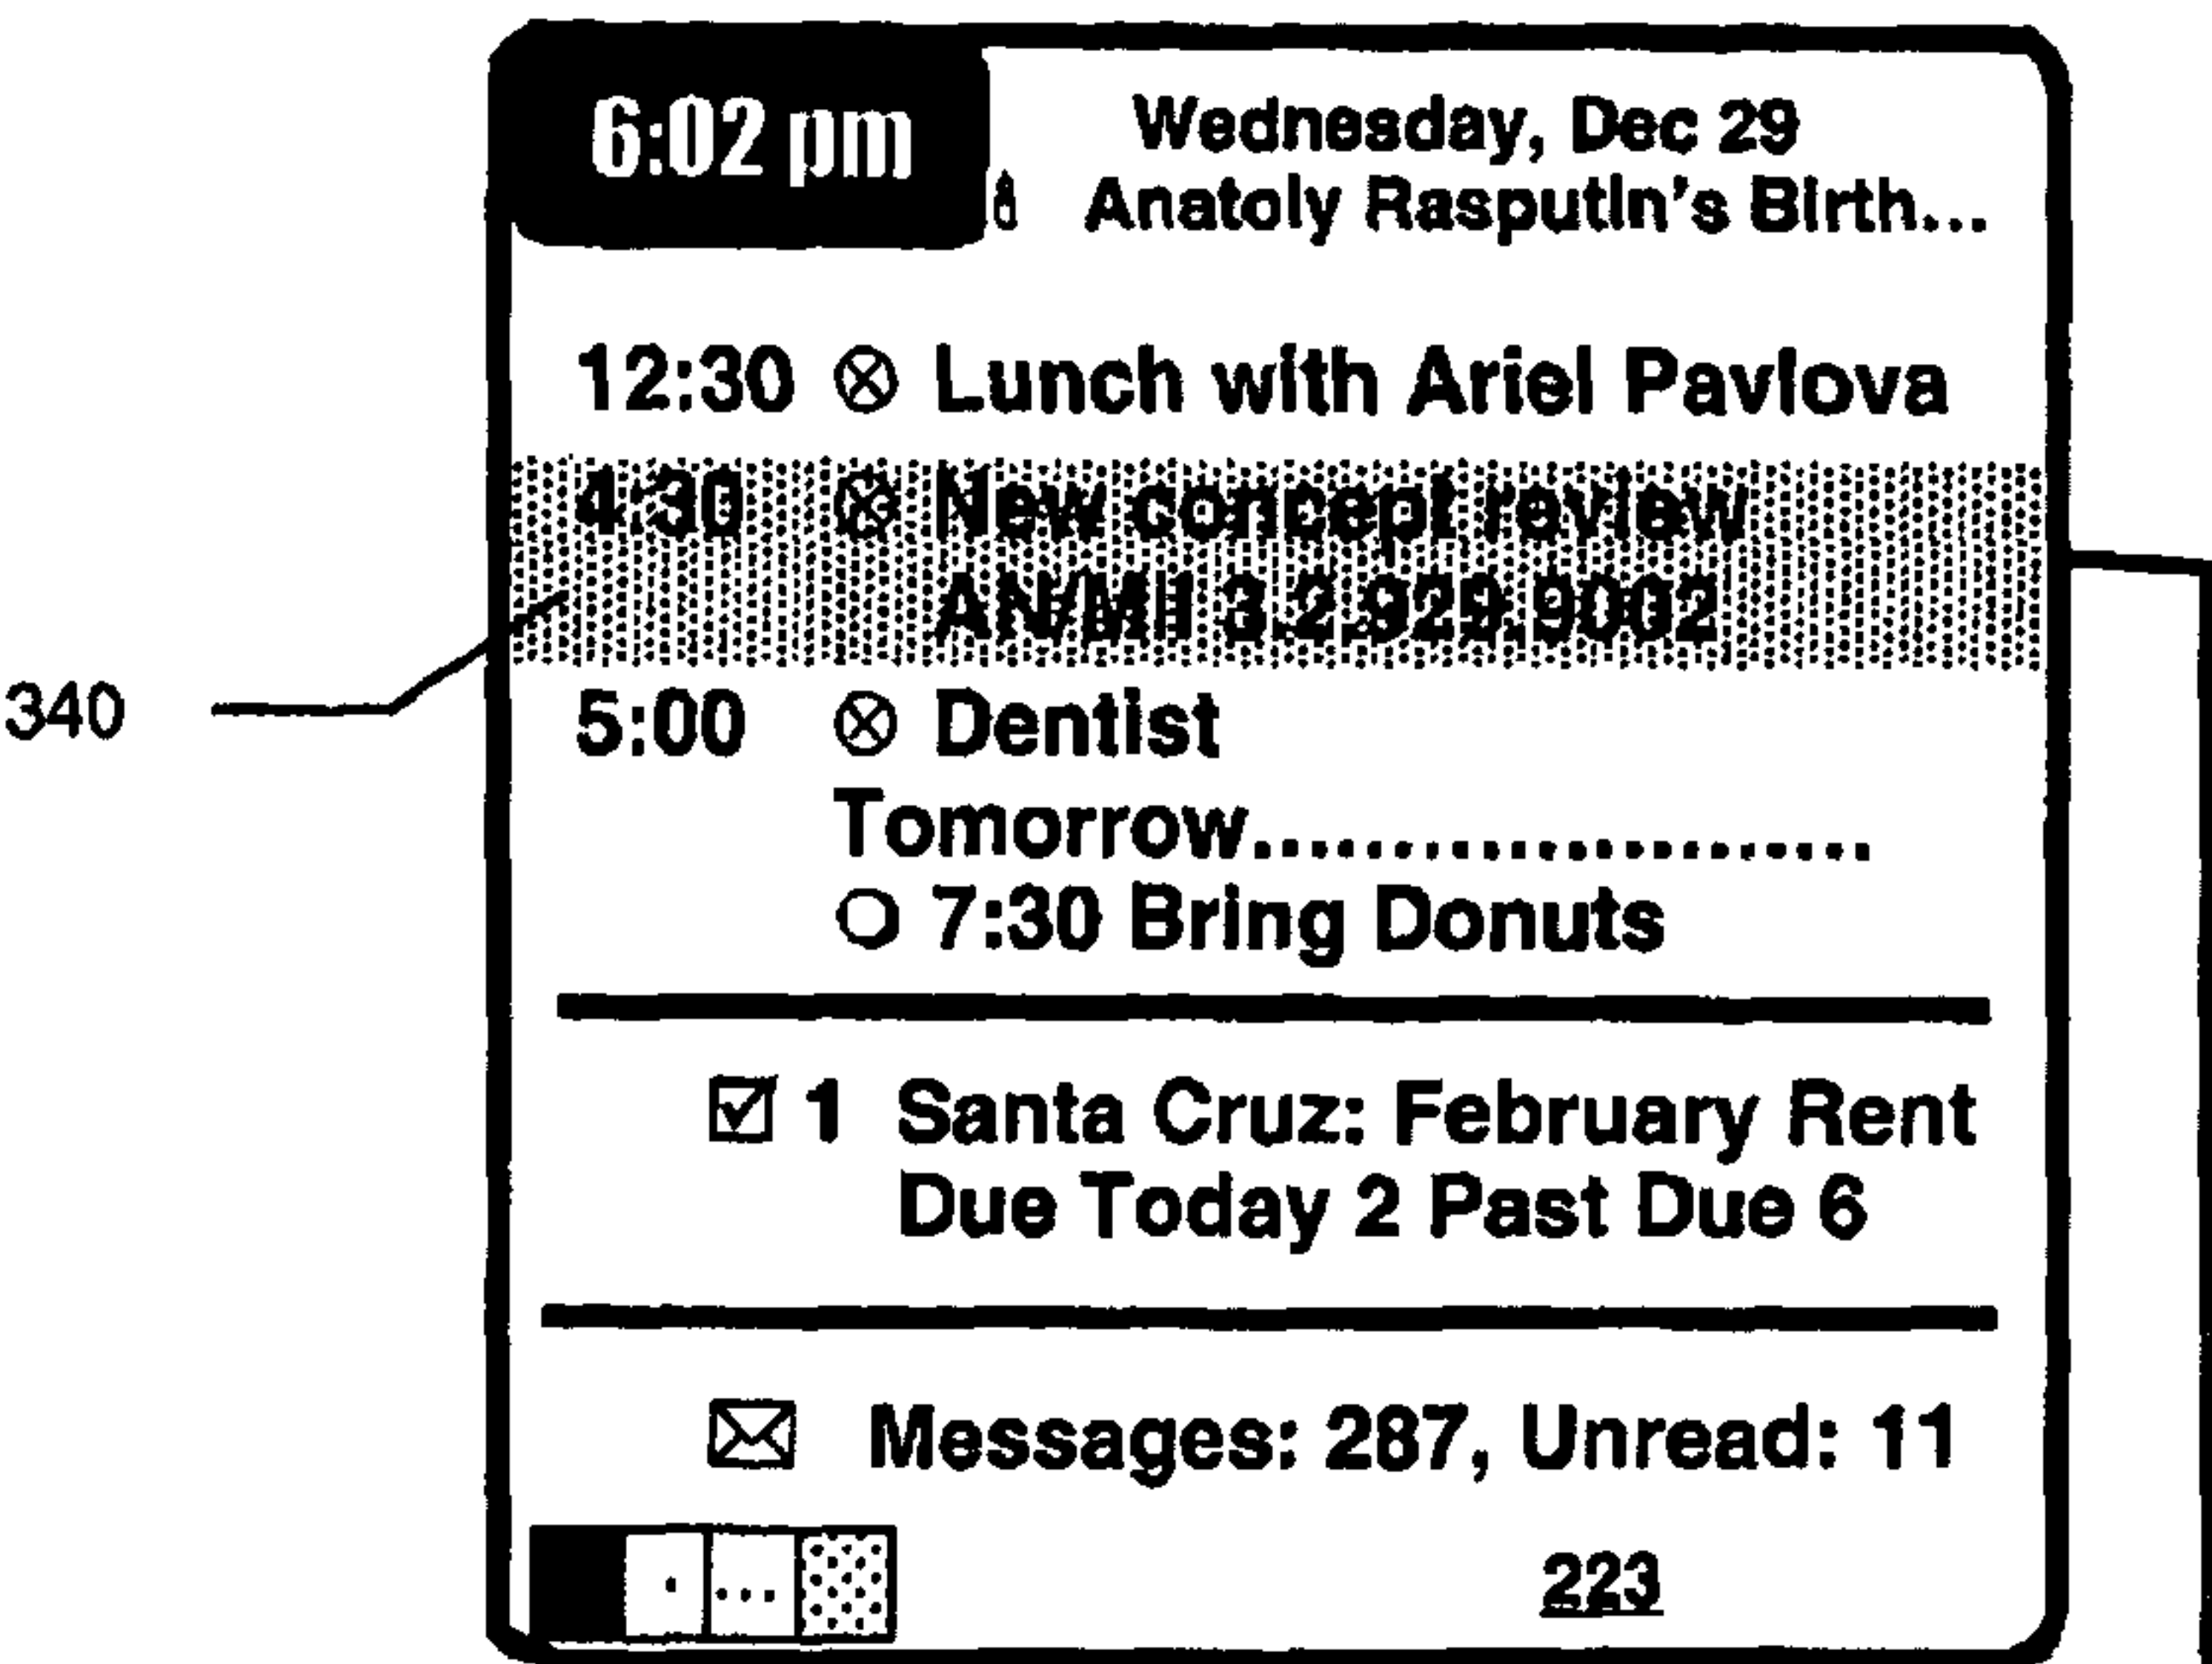 6:02 pm
Wednesday, Dec 29
Anatoly Rasputin's Birth...
12:30 Lunch with Ariel Pavlova
4:30 New concept review
3.2.929.9002
340
5:00 Dentist
Tomorrow......................
7:30 Bring Donuts
1 Santa Cruz: February Rent
Due Today 2 Past Due 6
Messages: 287, Unread: 11
223